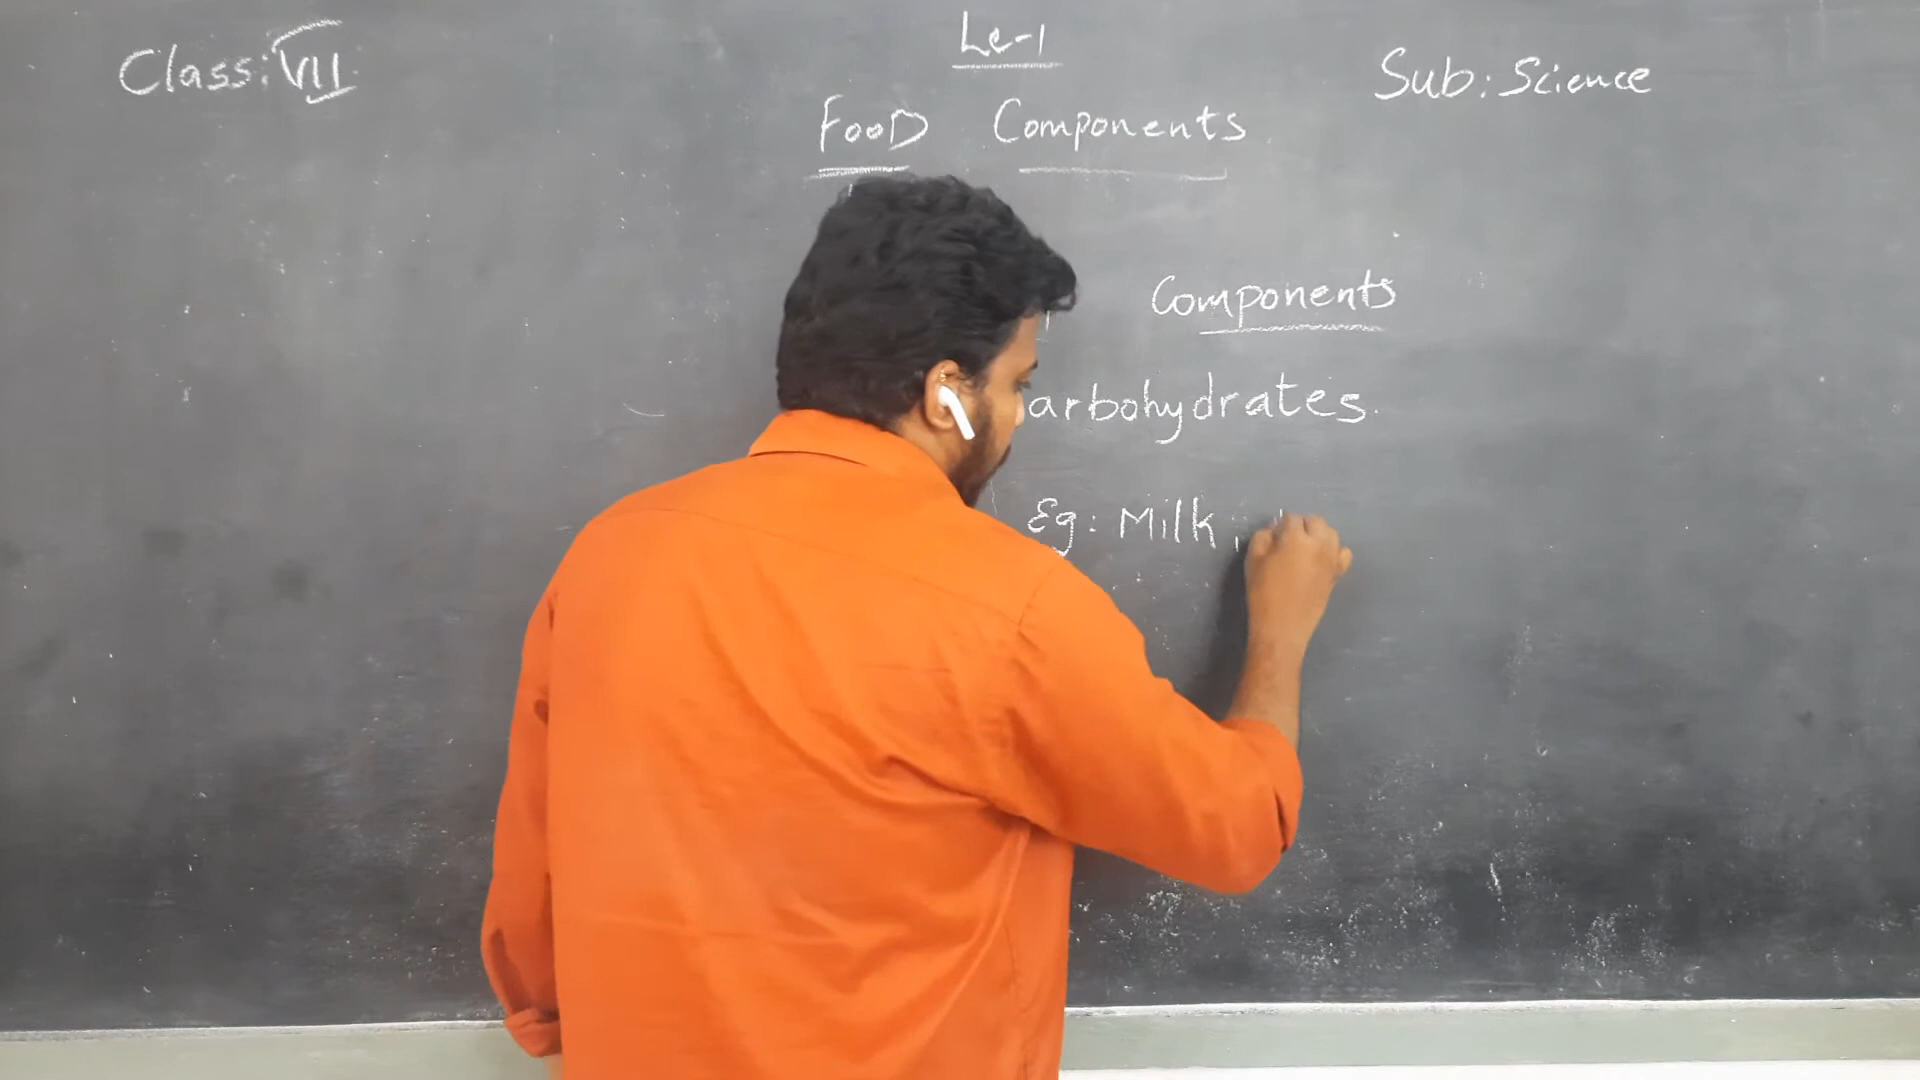 Le-1
Class: VII
Sub: Science
FooD Components
Components
arbohydrates.
Eg: Milk ;